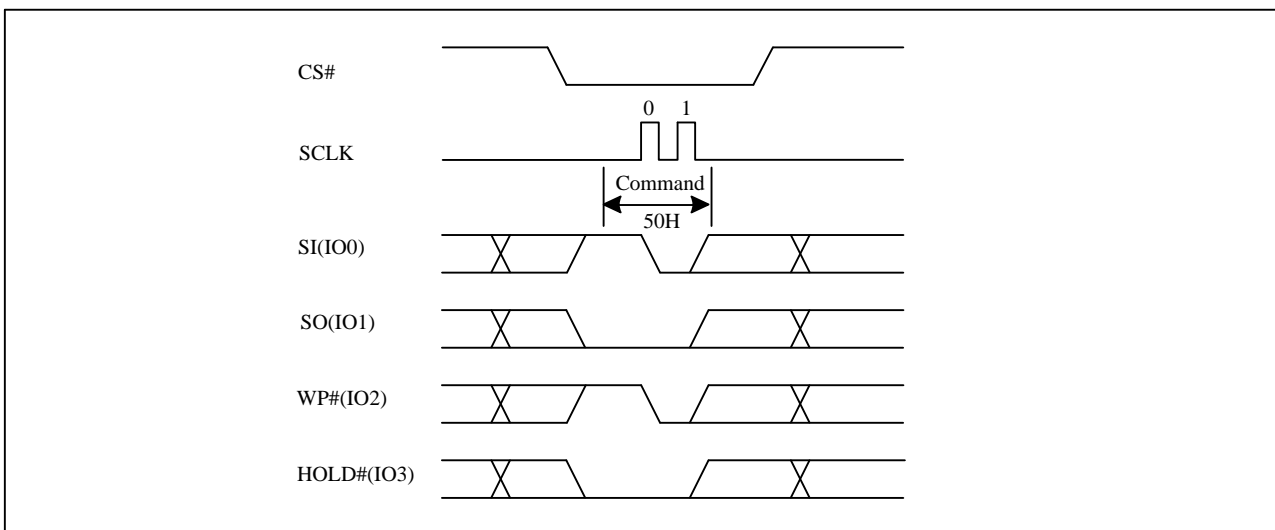 CS#
0 1
SCLK
Command
50H
SI(IO0)
SO(IO1)
WP#(IO2)
HOLD#(IO3)